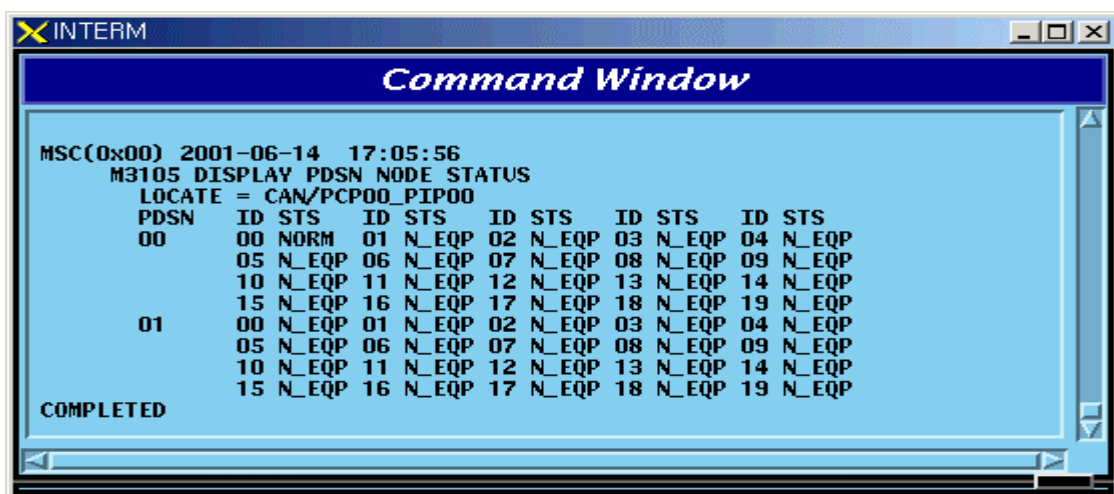 INTERM
Command Window
MSC(0x00) 2001-06-14 17:05:56
M3105 DISPLAY PDSN NODE STATUS
LOCATE = CAN/PCP00_PIP00
PDSN ID STS ID STS ID STS ID STS ID STS
00 00 NORM 01 N_EQP 02 N_EQP 03 N_EQP 04 N_EQP
05 N_EQP 06 N_EQP 07 N_EQP 08 N_EQP 09 N_EQP
10 N_EQP 11 N_EQP 12 N_EQP 13 N_EQP 14 N_EQP
15 N_EQP 16 N_EQP 17 N_EQP 18 N_EQP 19 N_EQP
01 00 N_EQP 01 N_EQP 02 N_EQP 03 N_EQP 04 N_EQP
05 N_EQP 06 N_EQP 07 N_EQP 08 N_EQP 09 N_EQP
10 N_EQP 11 N_EQP 12 N_EQP 13 N_EQP 14 N_EQP
15 N_EQP 16 N_EQP 17 N_EQP 18 N_EQP 19 N_EQP
COMPLETED